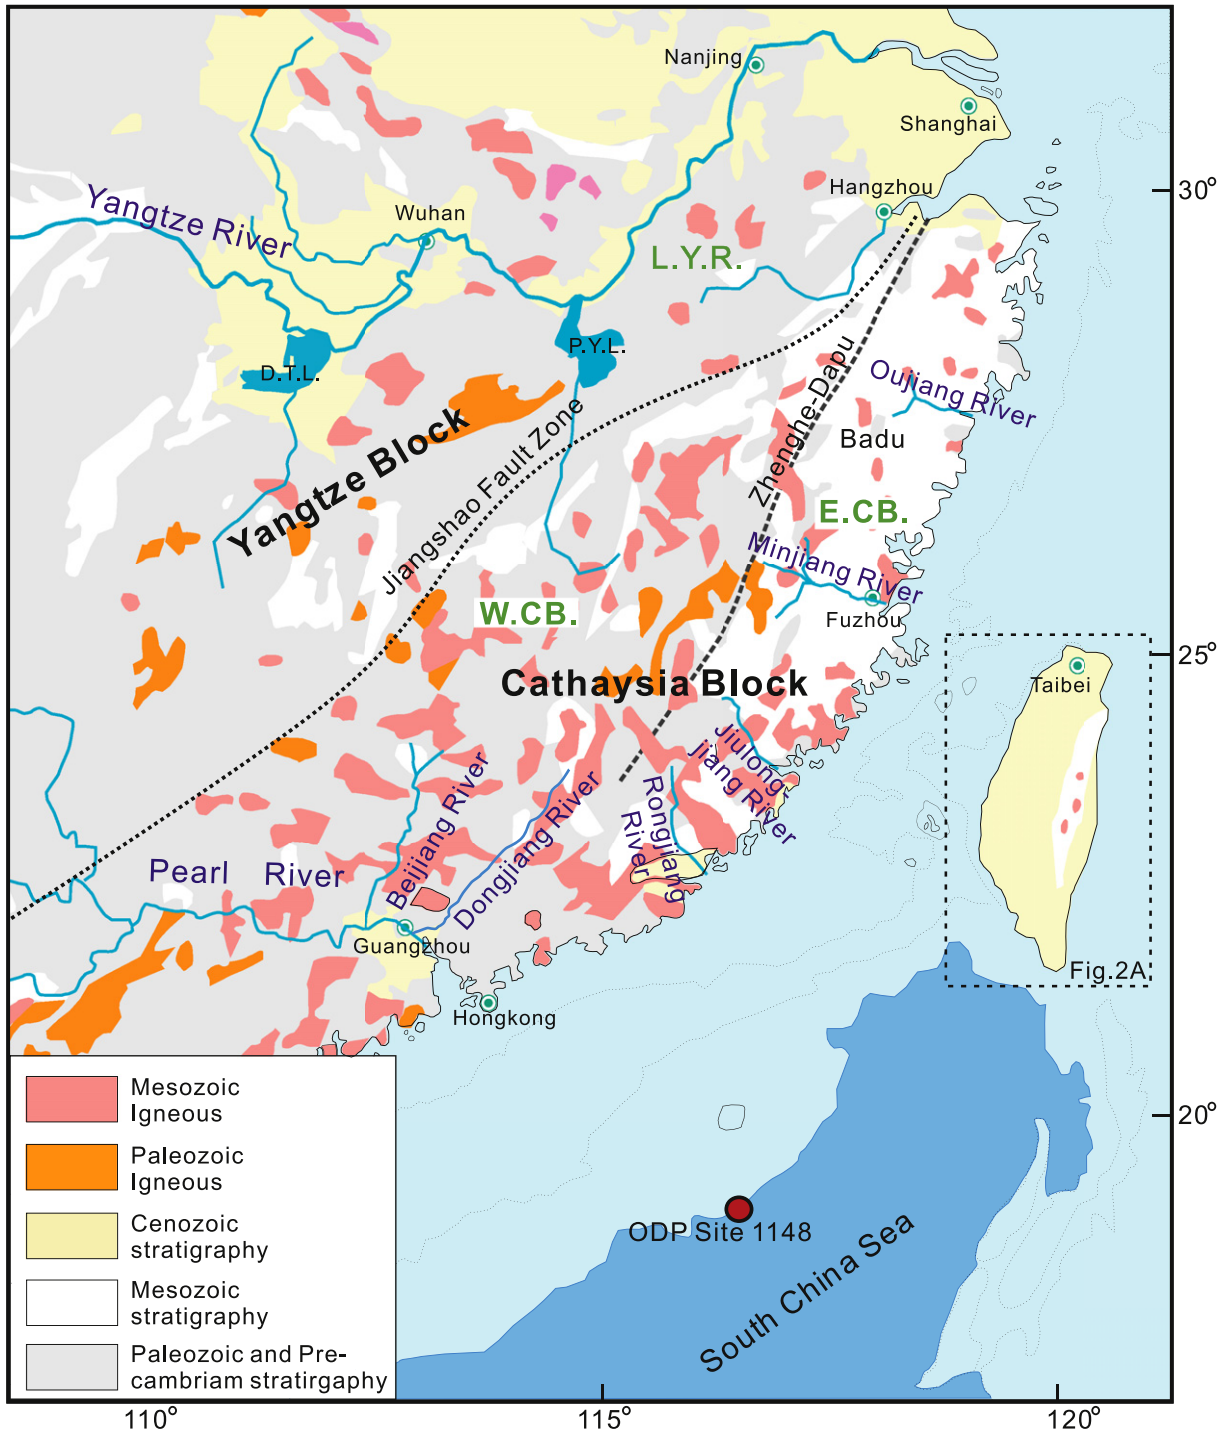 Nanjing
Shanghai
30°
Hangzhou
Yangtze River
Wuhan
L.Y.R.
P.Y.L.
D.T.L.
Zhenghe-Dapu
Oujiang River
Badu
Yangtze Block
Jiangshao Fault Zone
E.CB.
Minjiang River
W.CB.
Fuzhou
25°
Cathaysia Block
Taibei
Jiulong-
jiang River
Rongjiang
River
Beijiang River
Dongjiang River
Pearl River
Guangzhou
Fig.2A
Hongkong
Mesozoic
Igneous
Paleozoic
Igneous
Cenozoic
stratigraphy
Mesozoic
stratigraphy
Paleozoic and Pre-
cambriam stratirgaphy
20°
ODP Site 1148
South China Sea
110°
115°
120°